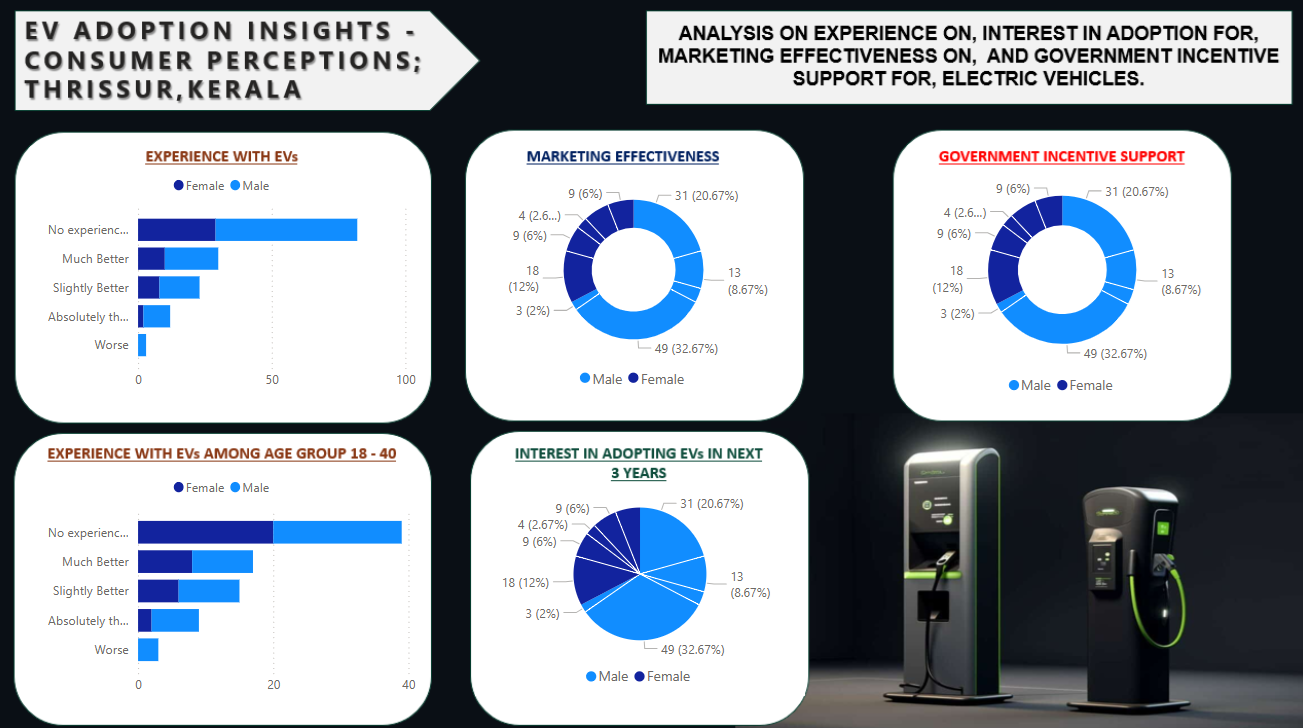 EV ADOPTION INSIGHTS -
CONSUMER PERCEPTIONS;
THRISSUR,KERALA
ANALYSIS ON EXPERIENCE ON, INTEREST IN ADOPTION FOR,
MARKETING EFFECTIVENESS ON, AND GOVERNMENT INCENTIVE
SUPPORT FOR, ELECTRIC VEHICLES.
EXPERIENCE WITH EVs
Female Male
No experienc...
Much Better
Slightly Better
Absolutely th...
Worse
0 50 100
MARKETING EFFECTIVENESS
9 (6%) 31 (20.67%)
4 (2.6...)
9 (6%)
18
(12%)
13
(8.67%)
3 (2%)
49 (32.67%)
Male Female
GOVERNMENT INCENTIVE SUPPORT
9 (6%) 31 (20.67%)
4 (2.6...)
9 (6%)
18
(12%)
13
(8.67%)
3 (2%)
49 (32.67%)
Male Female
EXPERIENCE WITH EVs AMONG AGE GROUP 18 - 40
Female Male
No experienc...
Much Better
Slightly Better
Absolutely th...
Worse
0 20 40
INTEREST IN ADOPTING EVs IN NEXT
3 YEARS
9 (6%) 31 (20.67%)
4 (2.67%)
9 (6%)
18 (12%)
13
(8.67%)
3 (2%)
49 (32.67%)
Male Female